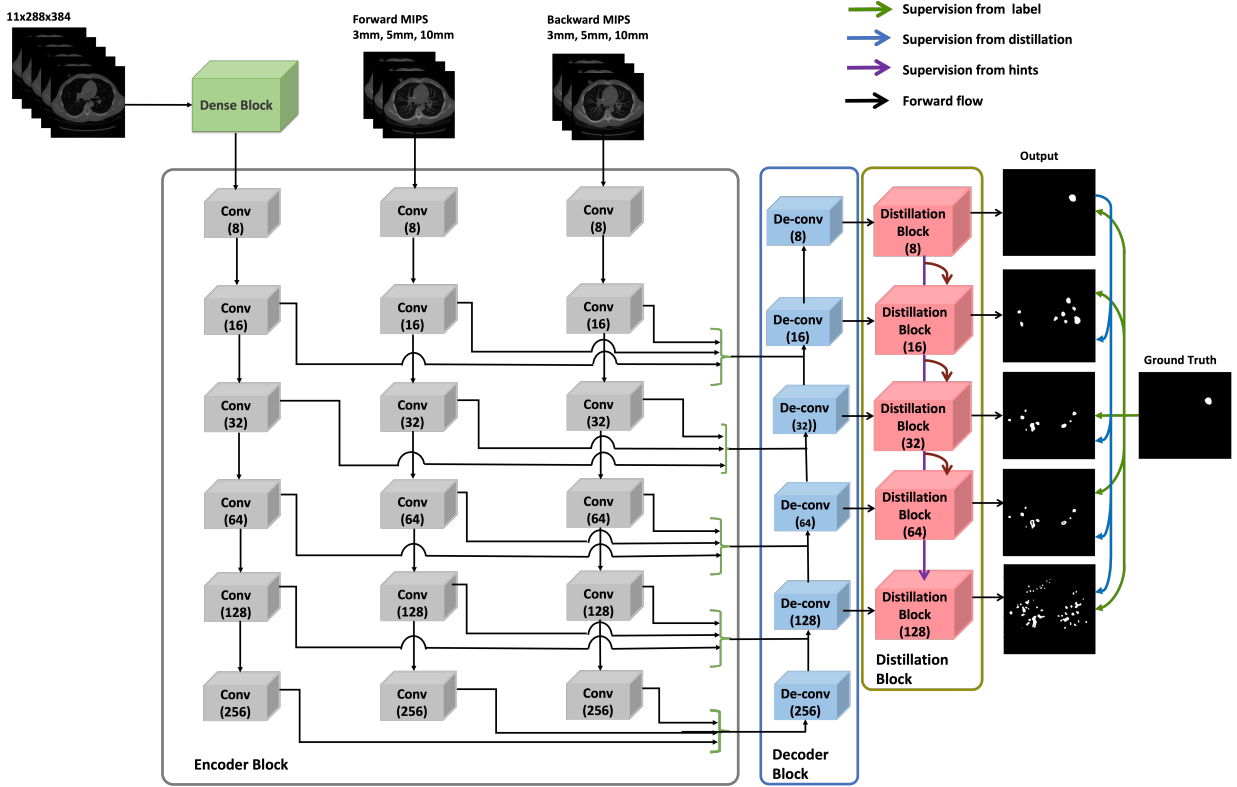 11x288x384
Forward MIPS
3mm, 5mm, 10mm
Backward MIPS
3mm, 5mm, 10mm
Supervision from label
Supervision from distillation
Supervision from hints
Forward flow
Dense Block
Output
Conv
(8)
Conv
(8)
Conv
(8)
De-conv
(8)
Distillation
Block
(8)
Conv
(16)
Conv
(16)
Conv
(16)
De-conv
(16)
Distillation
Block
(16)
Ground Truth
Conv
(32)
Conv
(32)
Conv
(32)
De-conv
(32))
Distillation
Block
(32)
Conv
(64)
Conv
(64)
Conv
(64)
De-conv
(64)
Distillation
Block
(64)
Conv
(128)
Conv
(128)
Conv
(128)
De-conv
(128)
Distillation
Block
(128)
Distillation
Block
Conv
(256)
Conv
(256)
Conv
(256)
De-conv
(256)
Encoder Block
Decoder
Block